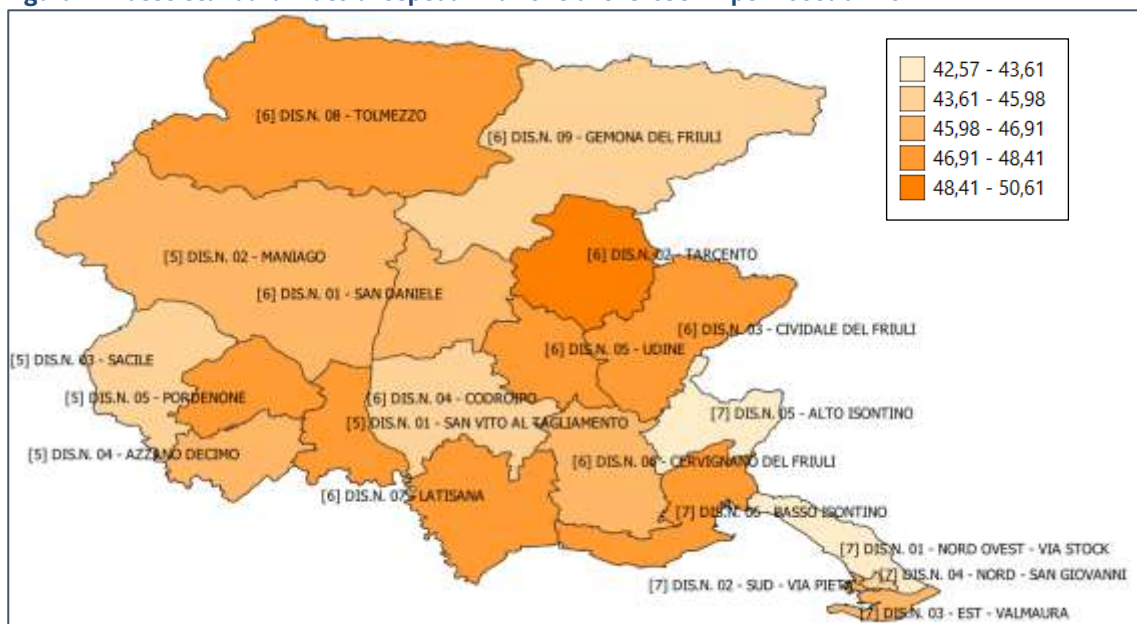 42,57 - 43,61
43,61 - 45,98
45,98 - 46,91
46,91 - 48,41
48,41 - 50,61
[6] DIS.N. 08 - TOLMEZZO
[6] DIS.N. 09 - GEMONA DEL FRIULI
[5] DIS.N. 02 - MANIAGO
[6] DIS.N. 02 - TARCENTO
[6] DIS.N. 01 - SAN DANIELE
[6] DIS.N. 03 - CIVIDALE DEL FRIULI
[5] DIS.N. 03 - SACILE
[6] DIS.N. 05 - UDINE
[5] DIS.N. 05 - PORDENONE
[6] DIS.N. 04 - CODROIPO
[7] DIS.N. 05 - ALTO ISONTINO
[5] DIS.N. 01 - SAN VITO AL TAGLIAMENTO
[5] DIS.N. 04 - AZZANO DECIMO
[6] DIS.N. 06 - CERVIGNANO DEL FRIULI
[6] DIS.N. 07 - LATISANA
[7] DIS.N. 06 - BASSO ISONTINO
[7] DIS.N. 01 - NORD OVEST - VIA STOCK
[7] DIS.N. 04 - NORD - SAN GIOVANNI
[7] DIS.N. 02 - SUD - VIA PIETÀ
[7] DIS.N. 03 - EST - VALMAURA